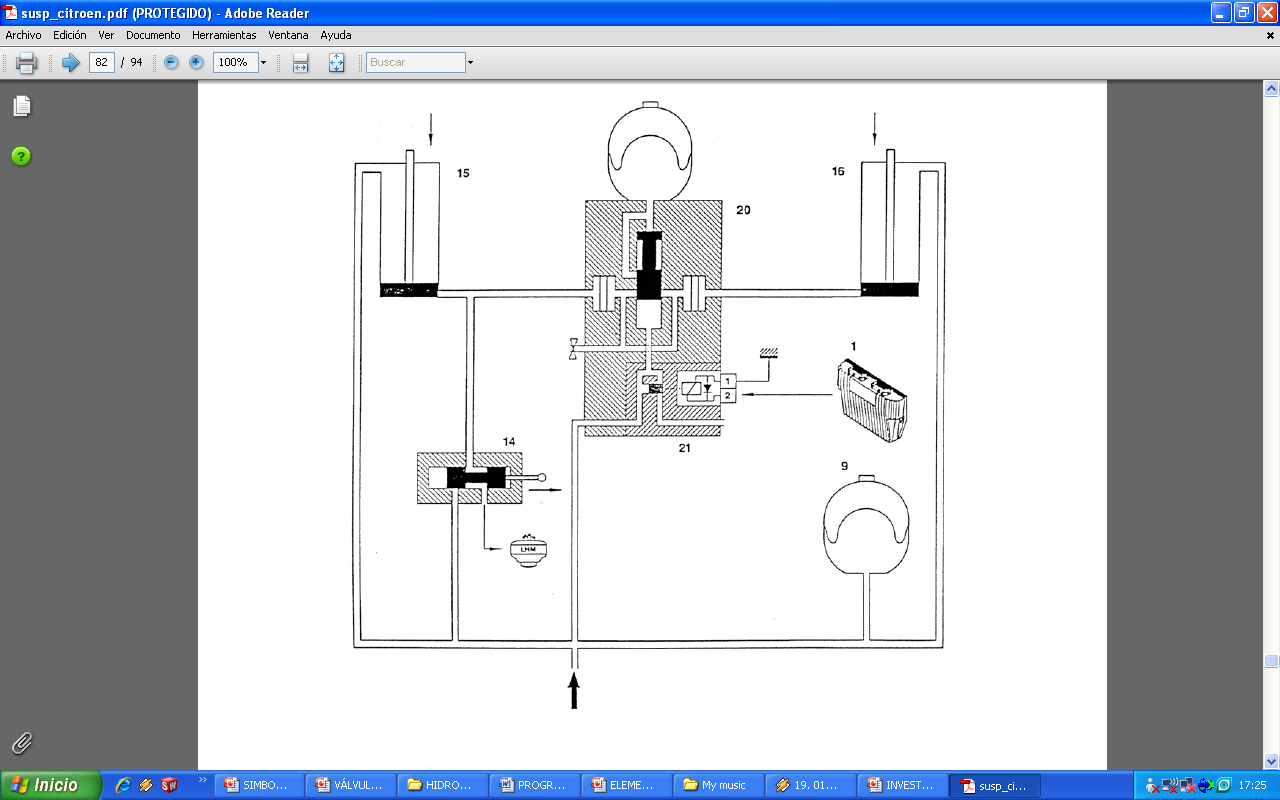 susp_citroen.pdf (PROTEGIDO) - Adobe Reader
Archivo Edición Ver Documento Herramientas Ventana Ayuda
82 / 94 100% Buscar
15
16
20
1
1
2
14
21
9
LHM
Inicio
SIMBO...
VÁLVUL...
HIDRO...
PROGR...
ELEME...
My music
19. 01...
INVEST...
susp_ci...
17:25